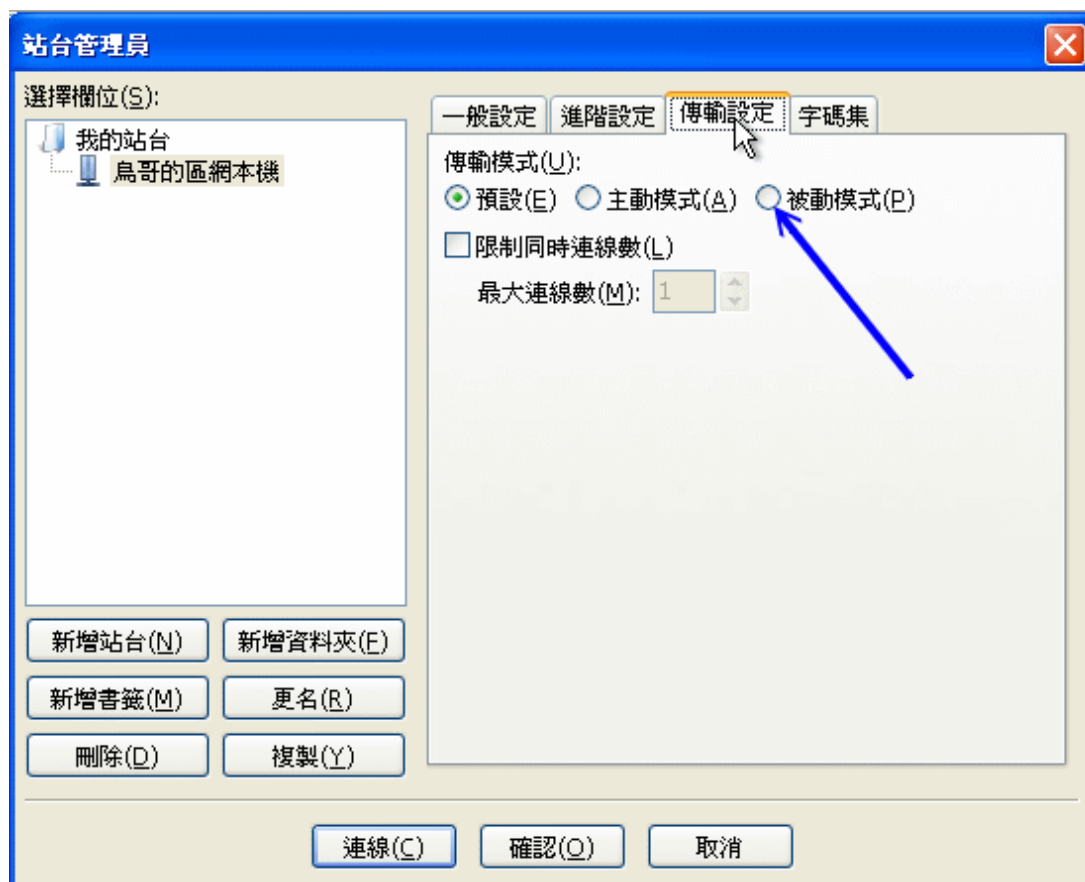 站台管理員
選擇欄位(S):
我的站台
鳥哥的區網本機
一般設定 進階設定 傳輸設定 字碼集
傳輸模式(U):
預設(E) 主動模式(A) 被動模式(P)
限制同時連線數(L)
最大連線數(M): 1
新增站台(N) 新增資料夾(F)
新增書籤(M) 更名(R)
刪除(D) 複製(Y)
連線(C) 確認(O) 取消